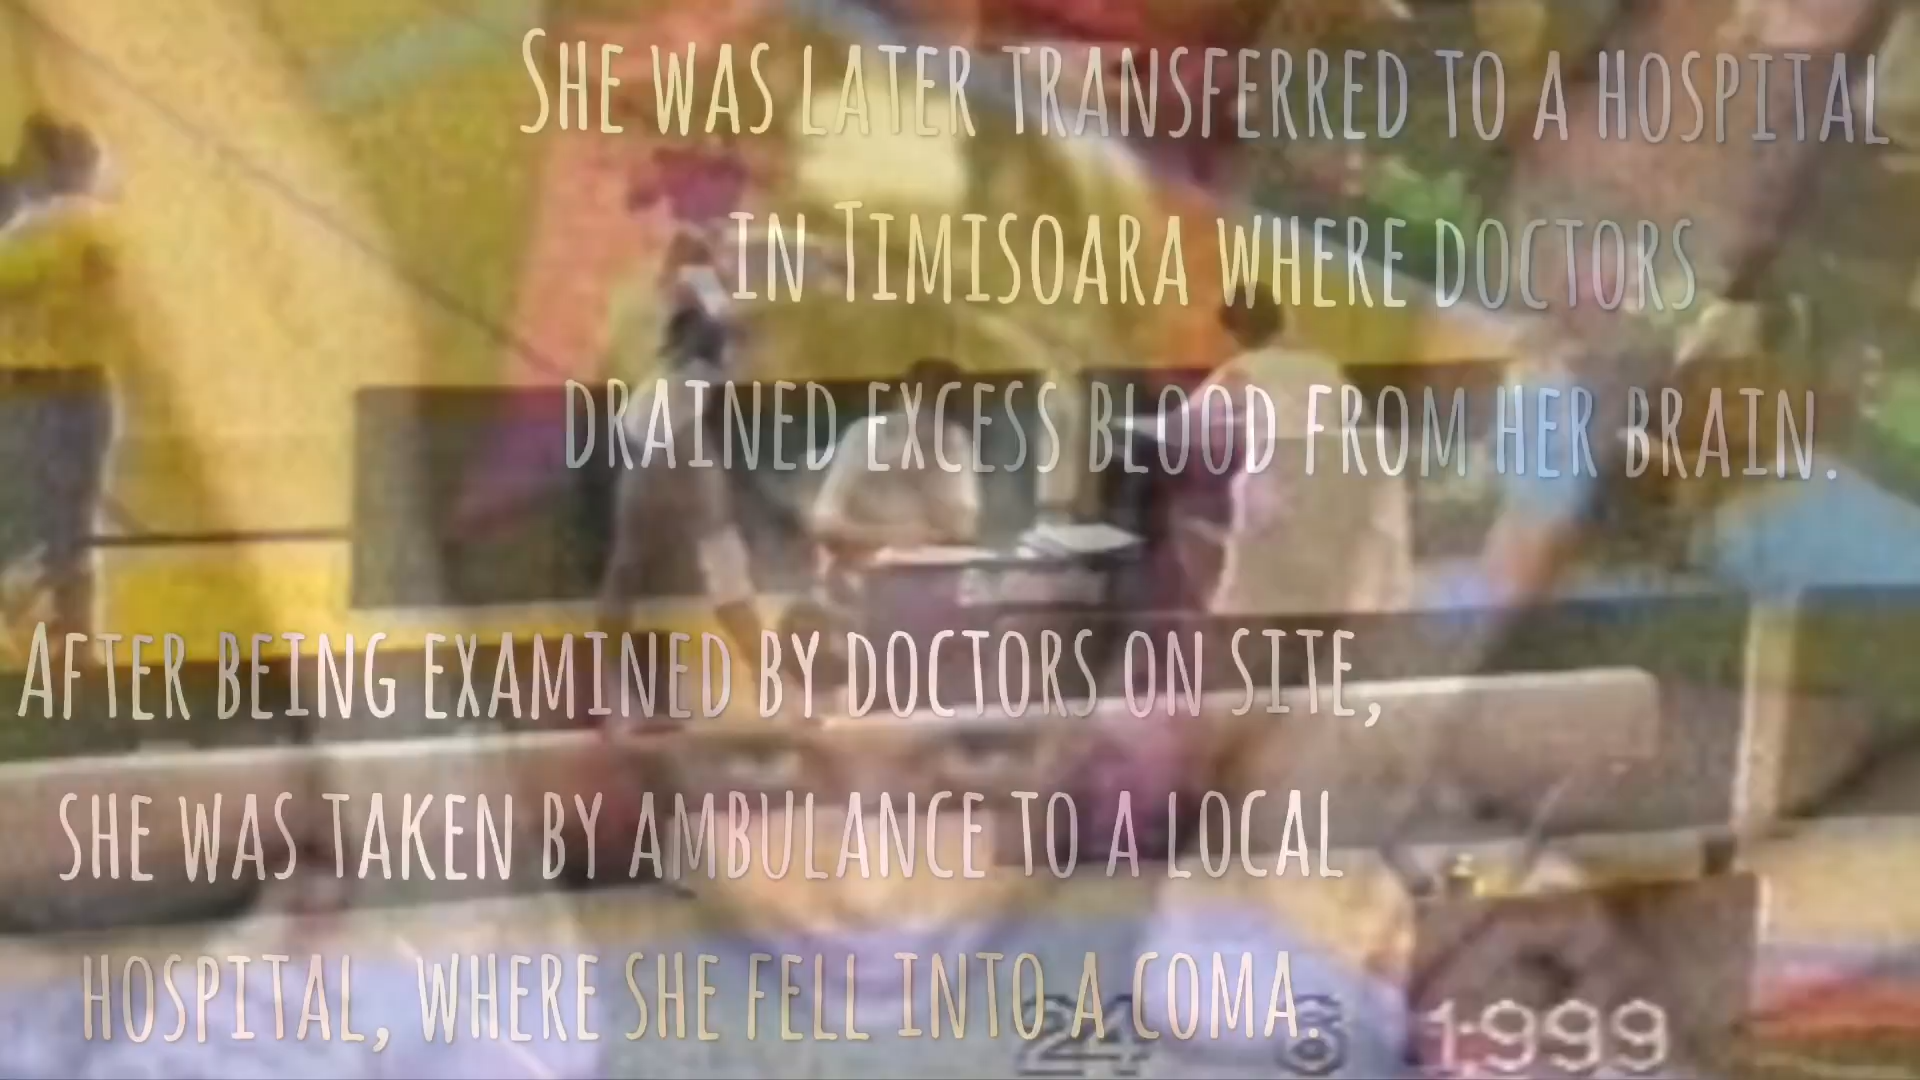 She was later transferred to a hospital
in Timisoara where doctors
drained excess blood from her brain.
After being examined by doctors on site,
she was taken by ambulance to a local
hospital, where she fell into a coma.
24 6 1999